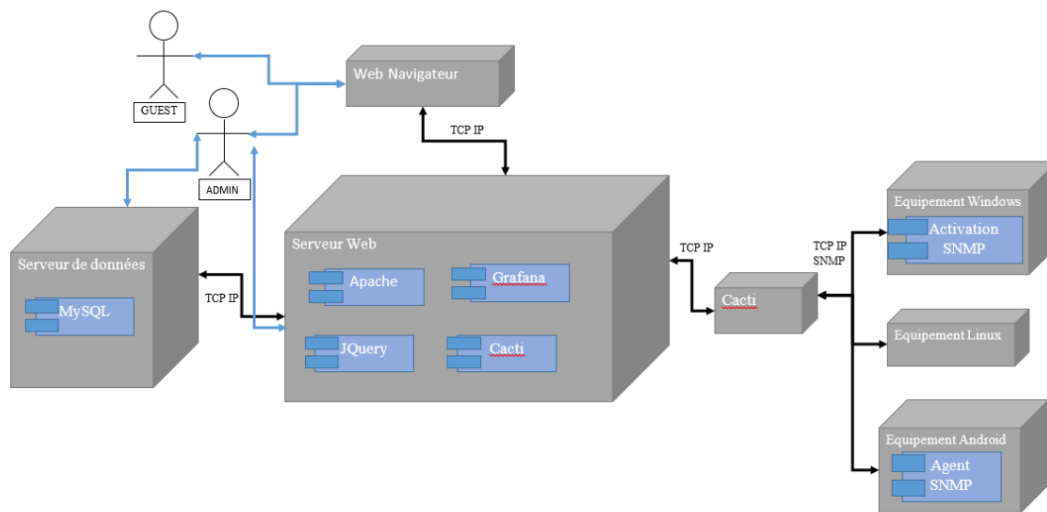 Web Navigateur
GUEST
TCP IP
ADMIN
Equipement Windows
Activation
SNMP
Serveur de données
MySQL
TCP IP
Serveur Web
Apache
Grafana
JQuery
Cacti
TCP IP
Cacti
TCP IP
SNMP
Equipement Linux
Equipement Android
Agent
SNMP